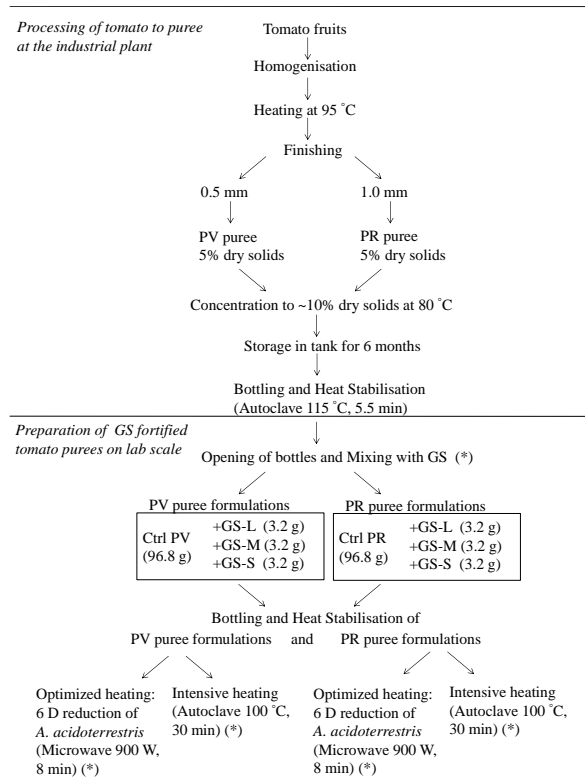 Processing of tomato to puree
at the industrial plant
Tomato fruits
Homogenisation
Heating at 95 °C
Finishing
0.5 mm
1.0 mm
PV puree
5% dry solids
PR puree
5% dry solids
Concentration to ~10% dry solids at 80 °C
Storage in tank for 6 months
Bottling and Heat Stabilisation
(Autoclave 115 °C, 5.5 min)
Preparation of GS fortified
tomato purees on lab scale
Opening of bottles and Mixing with GS (*)
PV puree formulations
Ctrl PV
(96.8 g)
+GS-L (3.2 g)
+GS-M (3.2 g)
+GS-S (3.2 g)
PR puree formulations
Ctrl PR
(96.8 g)
+GS-L (3.2 g)
+GS-M (3.2 g)
+GS-S (3.2 g)
Bottling and Heat Stabilisation of
PV puree formulations and PR puree formulations
Optimized heating:
6 D reduction of
A. acidoterrestris
(Microwave 900 W,
8 min) (*)
Intensive heating
(Autoclave 100 °C,
30 min) (*)
Optimized heating:
6 D reduction of
A. acidoterrestris
(Microwave 900 W,
8 min) (*)
Intensive heating
(Autoclave 100 °C,
30 min) (*)